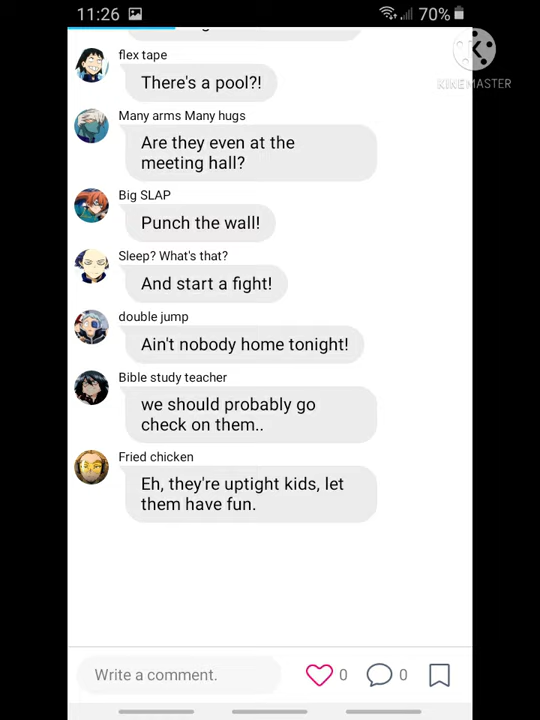 11:26
70%
KINEMASTER
flex tape
There's a pool?!
Many arms Many hugs
Are they even at the
meeting hall?
Big SLAP
Punch the wall!
Sleep? What's that?
And start a fight!
double jump
Ain't nobody home tonight!
Bible study teacher
we should probably go
check on them..
Fried chicken
Eh, they're uptight kids, let
them have fun.
Write a comment.
0
0